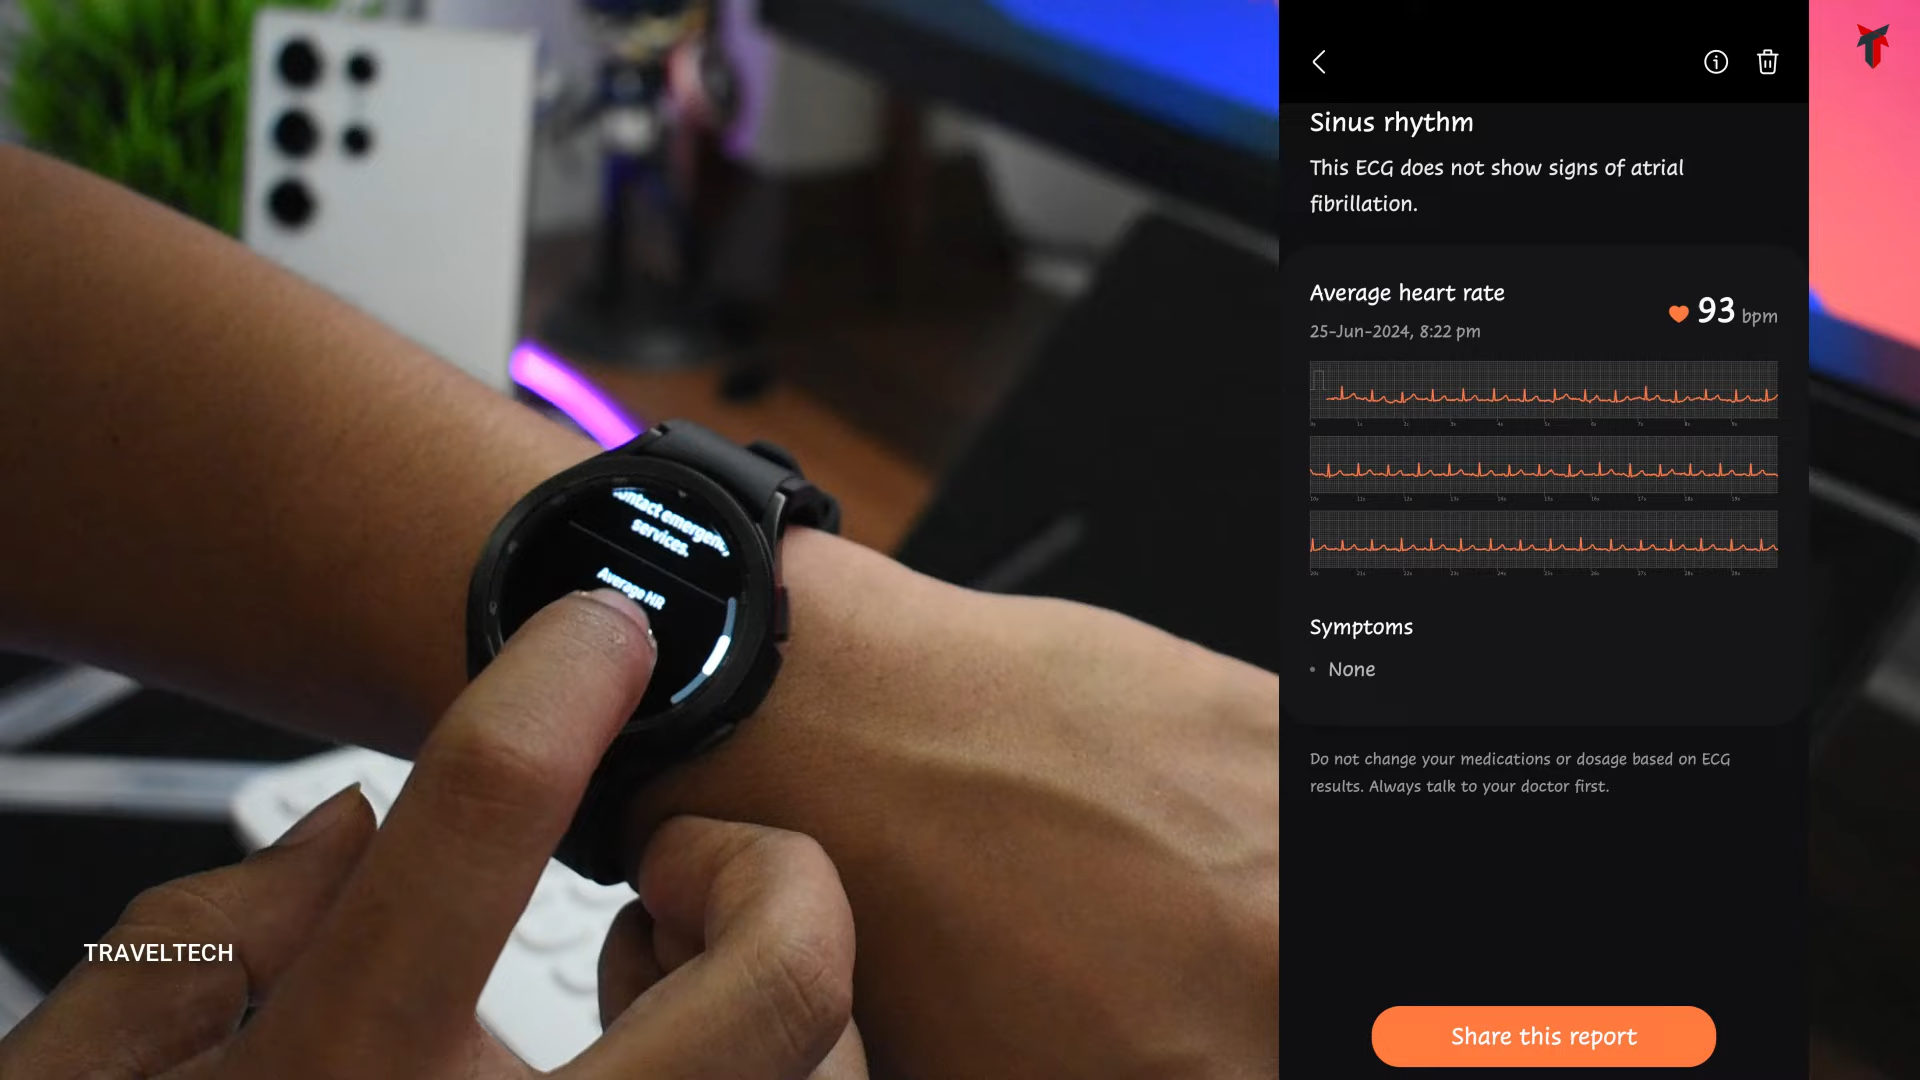 services.
Average HR
TRAVELTECH
Sinus rhythm
This ECG does not show signs of atrial
fibrillation.
Average heart rate
25-Jun-2024, 8:22 pm
93 bpm
Symptoms
• None
Do not change your medications or dosage based on ECG
results. Always talk to your doctor first.
Share this report